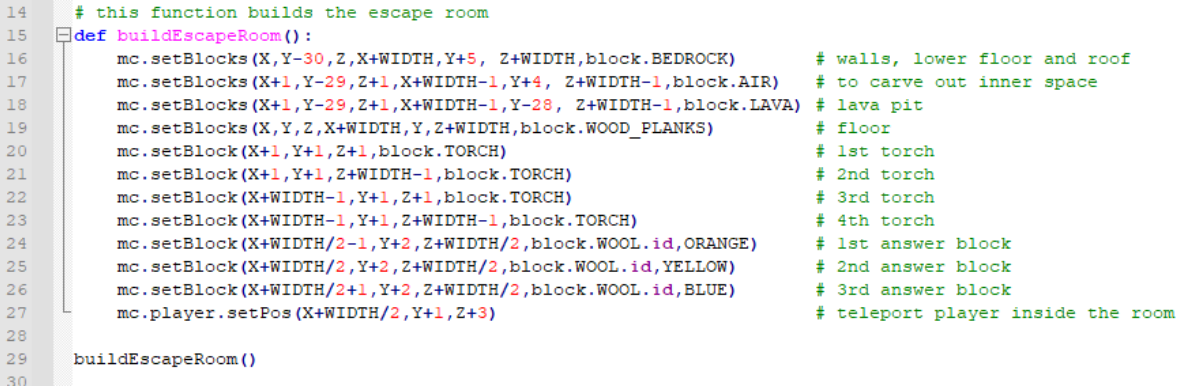 14 # this function builds the escape room
15 def buildEscapeRoom():
16 mc.setBlocks(X,Y-30,Z,X+WIDTH,Y+5, Z+WIDTH,block.BEDROCK) # walls, lower floor and roof
17 mc.setBlocks(X+1,Y-29,Z+1,X+WIDTH-1,Y+4, Z+WIDTH-1,block.AIR) # to carve out inner space
18 mc.setBlocks(X+1,Y-29,Z+1,X+WIDTH-1,Y-28, Z+WIDTH-1,block.LAVA) # lava pit
19 mc.setBlocks(X,Y,Z,X+WIDTH,Y,Z+WIDTH,block.WOOD_PLANKS) # floor
20 mc.setBlock(X+1,Y+1,Z+1,block.TORCH) # 1st torch
21 mc.setBlock(X+1,Y+1,Z+WIDTH-1,block.TORCH) # 2nd torch
22 mc.setBlock(X+WIDTH-1,Y+1,Z+1,block.TORCH) # 3rd torch
23 mc.setBlock(X+WIDTH-1,Y+1,Z+WIDTH-1,block.TORCH) # 4th torch
24 mc.setBlock(X+WIDTH/2-1,Y+2,Z+WIDTH/2,block.WOOL.id,ORANGE) # 1st answer block
25 mc.setBlock(X+WIDTH/2,Y+2,Z+WIDTH/2,block.WOOL.id,YELLOW) # 2nd answer block
26 mc.setBlock(X+WIDTH/2+1,Y+2,Z+WIDTH/2,block.WOOL.id,BLUE) # 3rd answer block
27 mc.player.setPos(X+WIDTH/2,Y+1,Z+3) # teleport player inside the room
28
29 buildEscapeRoom()
30